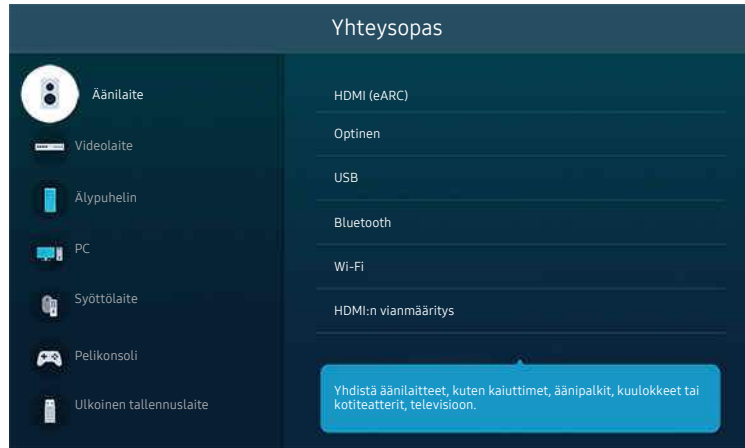 Yhteysopas
Äänilaite
Videolaite
Älypuhelin
PC
Syöttölaite
Pelikonsoli
Ulkoinen tallennuslaite
HDMI (eARC)
Optinen
USB
Bluetooth
Wi-Fi
HDMI:n vianmääritys
Yhdistä äänilaitteet, kuten kaiuttimet, äänipalkit, kuulokkeet tai
kotiteatterit, televisioon.